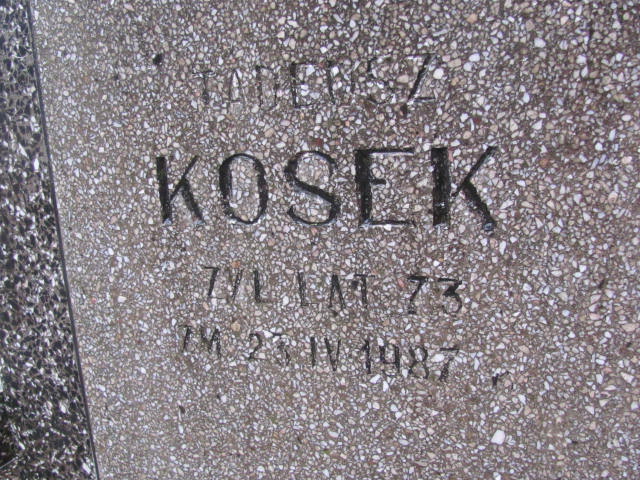 TADEUSZ
KOSEK
ŻYŁ LAT 73
ZM 23 IV 1987 r